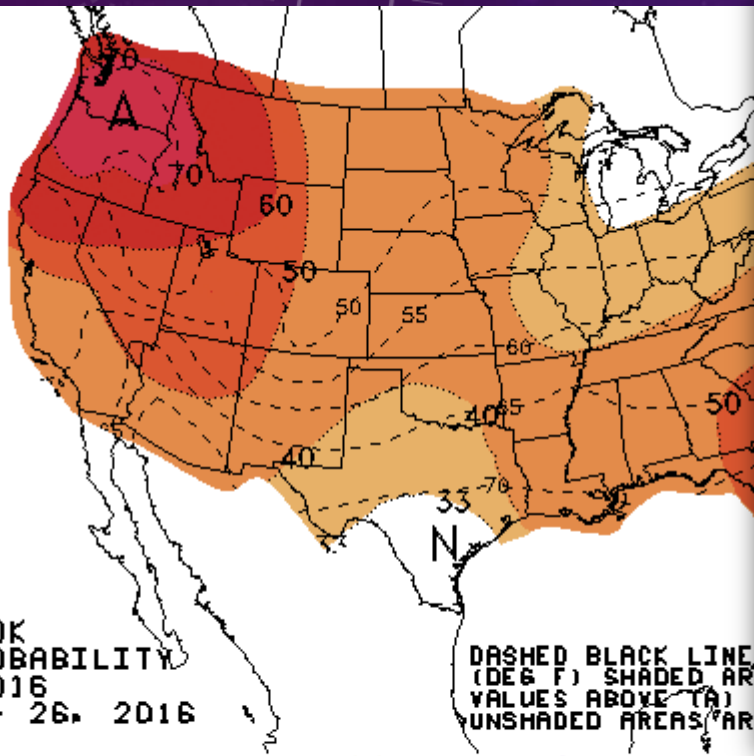 70
A
70
60
50
50
55
60
40
65
50
40
70
33
N
OK
OBABILITY
016
26. 2016
DASHED BLACK LINE
(DEG F) SHADED AR
VALUES ABOVE (A)
UNSHADED AREAS AR